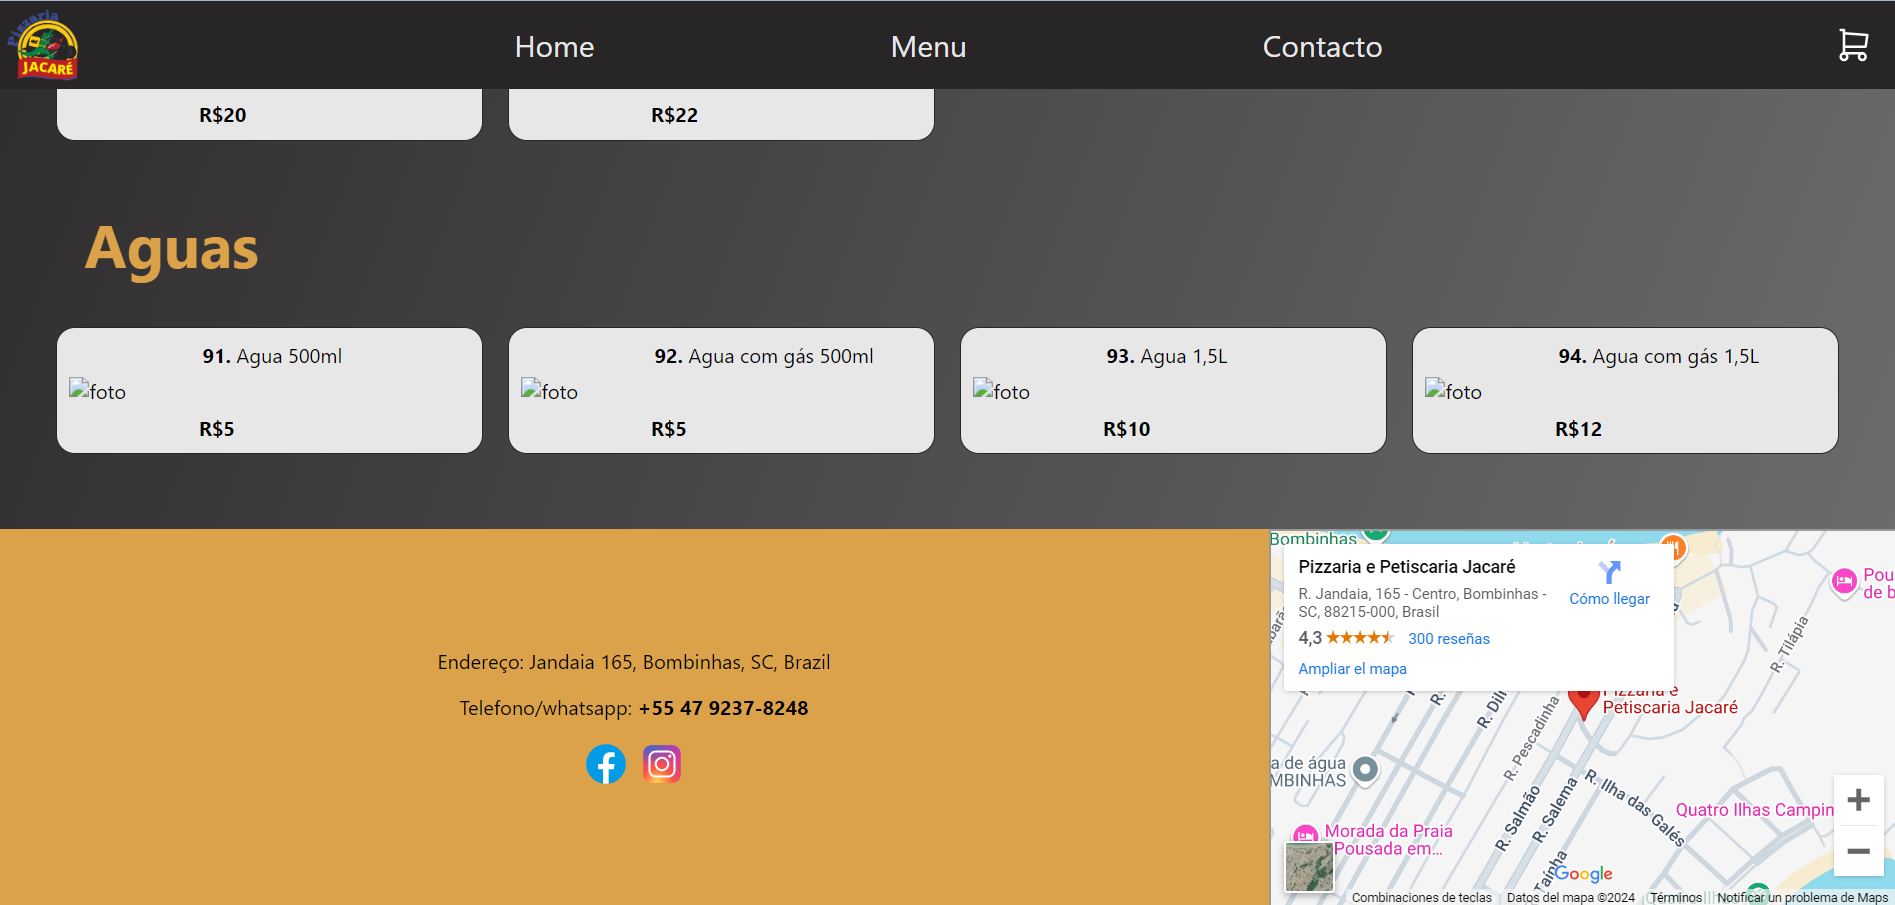 Pizzaria
JACARÉ
Home
Menu
Contacto
R$20
R$22
Aguas
91. Agua 500ml
foto
R$5
92. Agua com gás 500ml
foto
R$5
93. Agua 1,5L
foto
R$10
94. Agua com gás 1,5L
foto
R$12
Endereço: Jandaia 165, Bombinhas, SC, Brazil
Telefono/whatsapp: +55 47 9237-8248
Bombinhas
Pizzaria e Petiscaria Jacaré
R. Jandaia, 165 - Centro, Bombinhas -
SC, 88215-000, Brasil
4,3
300 reseñas
Ampliar el mapa
Cómo llegar
Pou
de b
R. Tilápia
Pizzaria e
Petiscaria Jacaré
R. Pescadinha
R. Salmão
R. Salema
R. Ilha das Galés
a de água
MBINHAS
Quatro Ilhas Campin
Morada da Praia
Pousada em...
Tainha
Google
Combinaciones de teclas
Datos del mapa ©2024
Términos
Notificar un problema de Maps